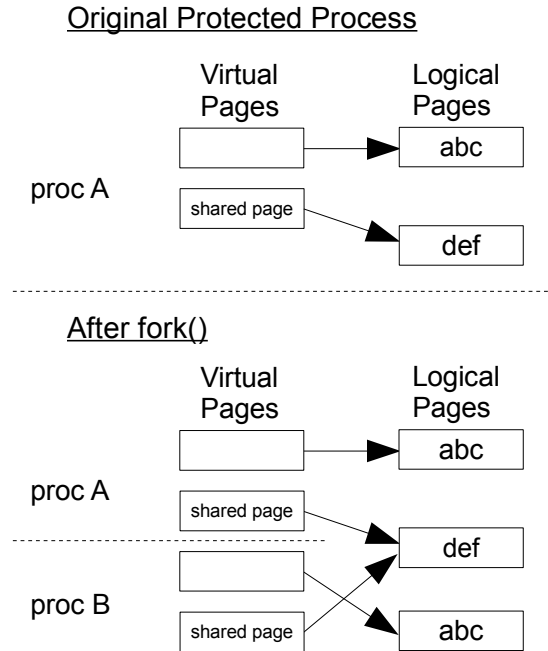 Original Protected Process
Virtual Pages
Logical Pages
abc
proc A
shared page
def
After fork()
Virtual Pages
Logical Pages
abc
proc A
shared page
def
proc B
shared page
abc